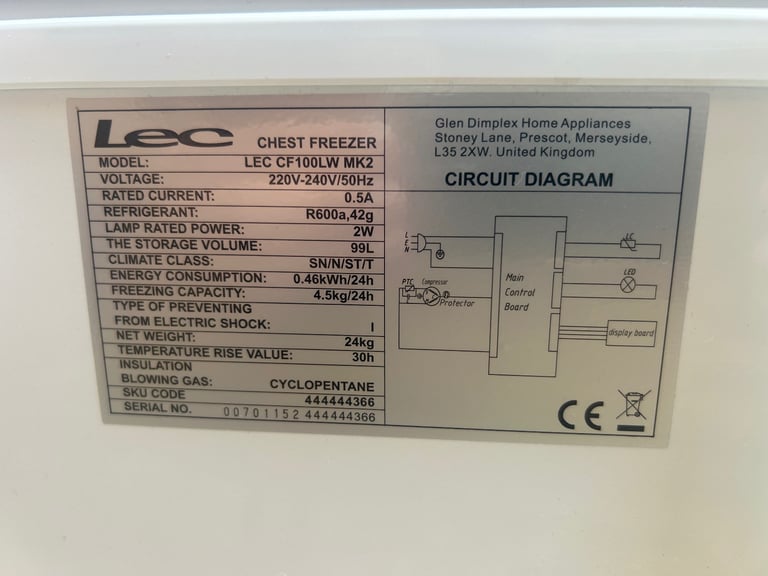 Lec CHEST FREEZER
MODEL: LEC CF100LW MK2
VOLTAGE: 220V-240V/50Hz
RATED CURRENT: 0.5A
REFRIGERANT: R600a,42g
LAMP RATED POWER: 2W
THE STORAGE VOLUME: 99L
CLIMATE CLASS: SN/N/ST/T
ENERGY CONSUMPTION: 0.46kWh/24h
FREEZING CAPACITY: 4.5kg/24h
TYPE OF PREVENTING
FROM ELECTRIC SHOCK: I
NET WEIGHT: 24kg
TEMPERATURE RISE VALUE: 30h
INSULATION
BLOWING GAS: CYCLOPENTANE
SKU CODE 444444366
SERIAL NO. 00701152 444444366
Glen Dimplex Home Appliances
Stoney Lane, Prescot, Merseyside,
L35 2XW. United Kingdom
CIRCUIT DIAGRAM
L
E
N
PTC
Compressor
Protector
Main
Control
Board
LED
display board
CE